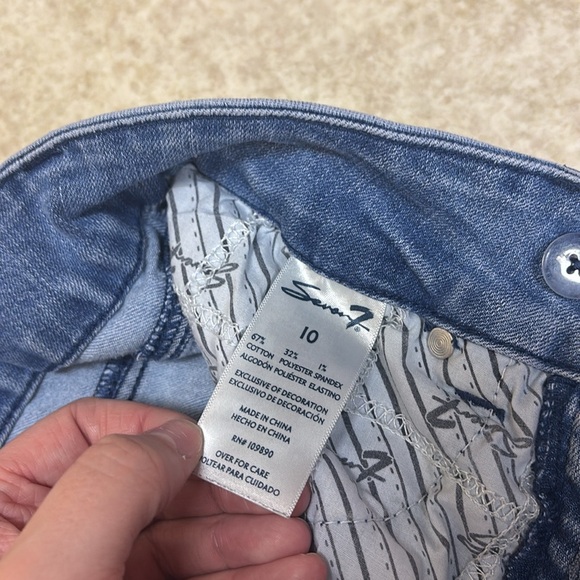 Seven7®
10
67% 32% 1%
COTTON POLYESTER SPANDEX
ALGODÓN POLIÉSTER ELASTINO
EXCLUSIVE OF DECORATION
EXCLUSIVO DE DECORACIÓN
MADE IN CHINA
HECHO EN CHINA
RN# 109890
OVER FOR CARE
VOLTEAR PARA CUIDADO